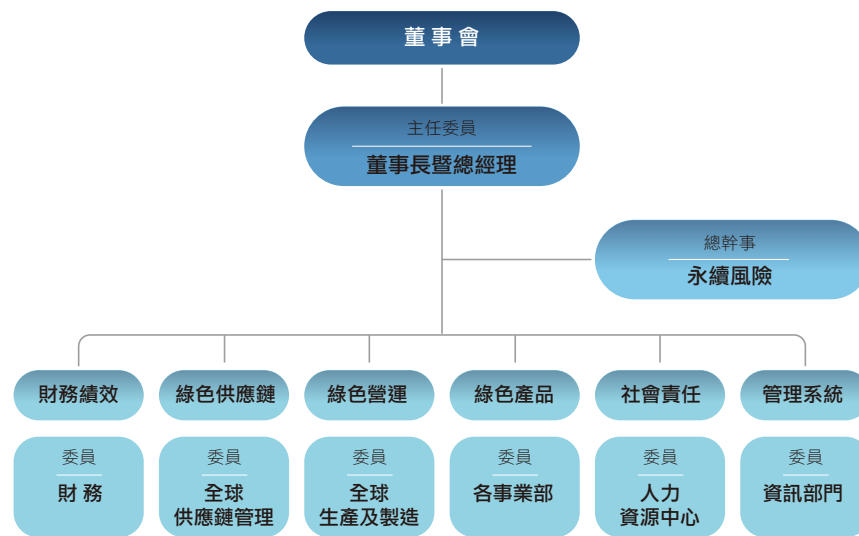 董事會
主任委員
董事長暨總經理
總幹事
永續風險
財務績效
綠色供應鏈
綠色營運
綠色產品
社會責任
管理系統
委員
財務
委員
全球
供應鏈管理
委員
全球
生產及製造
委員
各事業部
委員
人力
資源中心
委員
資訊部門